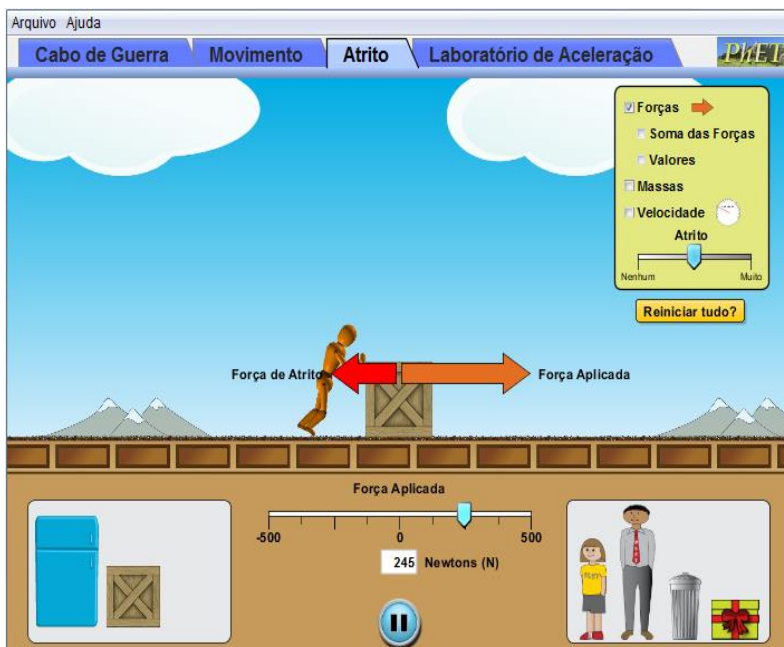 Arquivo Ajuda
Cabo de Guerra Movimento Atrito Laboratório de Aceleração PhET
Forças
Soma das Forças
Valores
Massas
Velocidade
Atrito
Nenhum Muito
Reiniciar tudo?
Força de Atrito Força Aplicada
Força Aplicada
-500 0 500
245 Newtons (N)